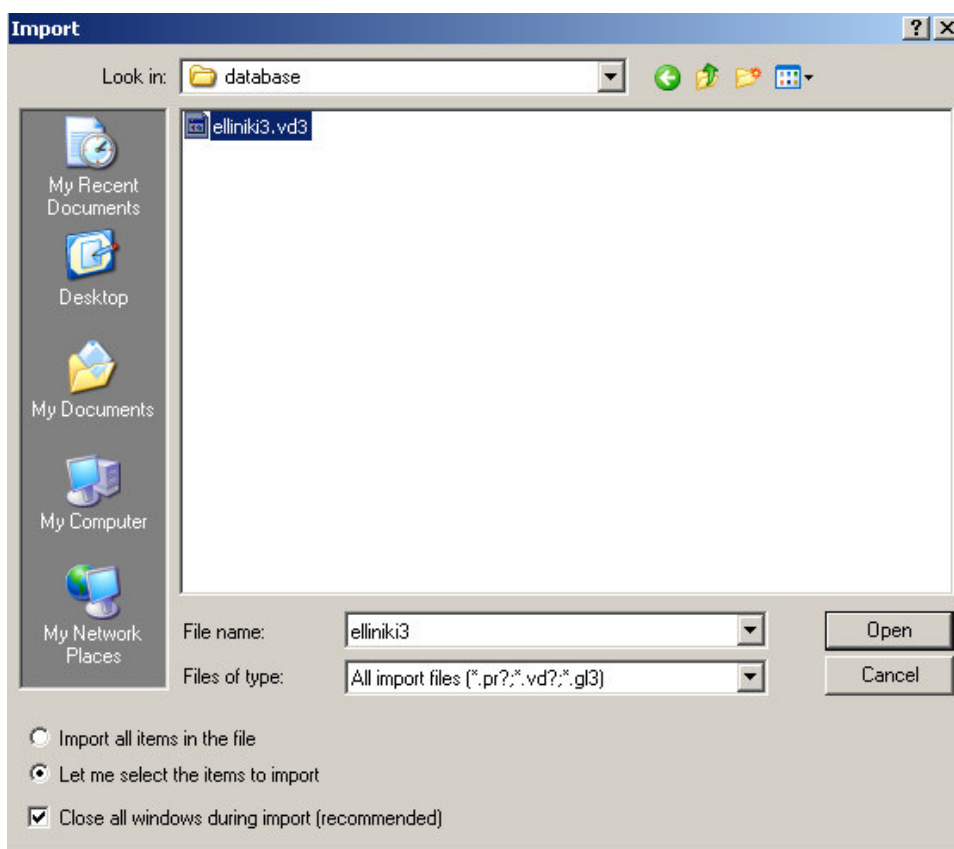 Import
Look in: database
elliniki3.vd3
My Recent
Documents
Desktop
My Documents
My Computer
My Network
Places
File name: elliniki3 Open
Files of type: All import files (*.pr?;*.vd?;*.gl3) Cancel
Import all items in the file
Let me select the items to import
Close all windows during import (recommended)